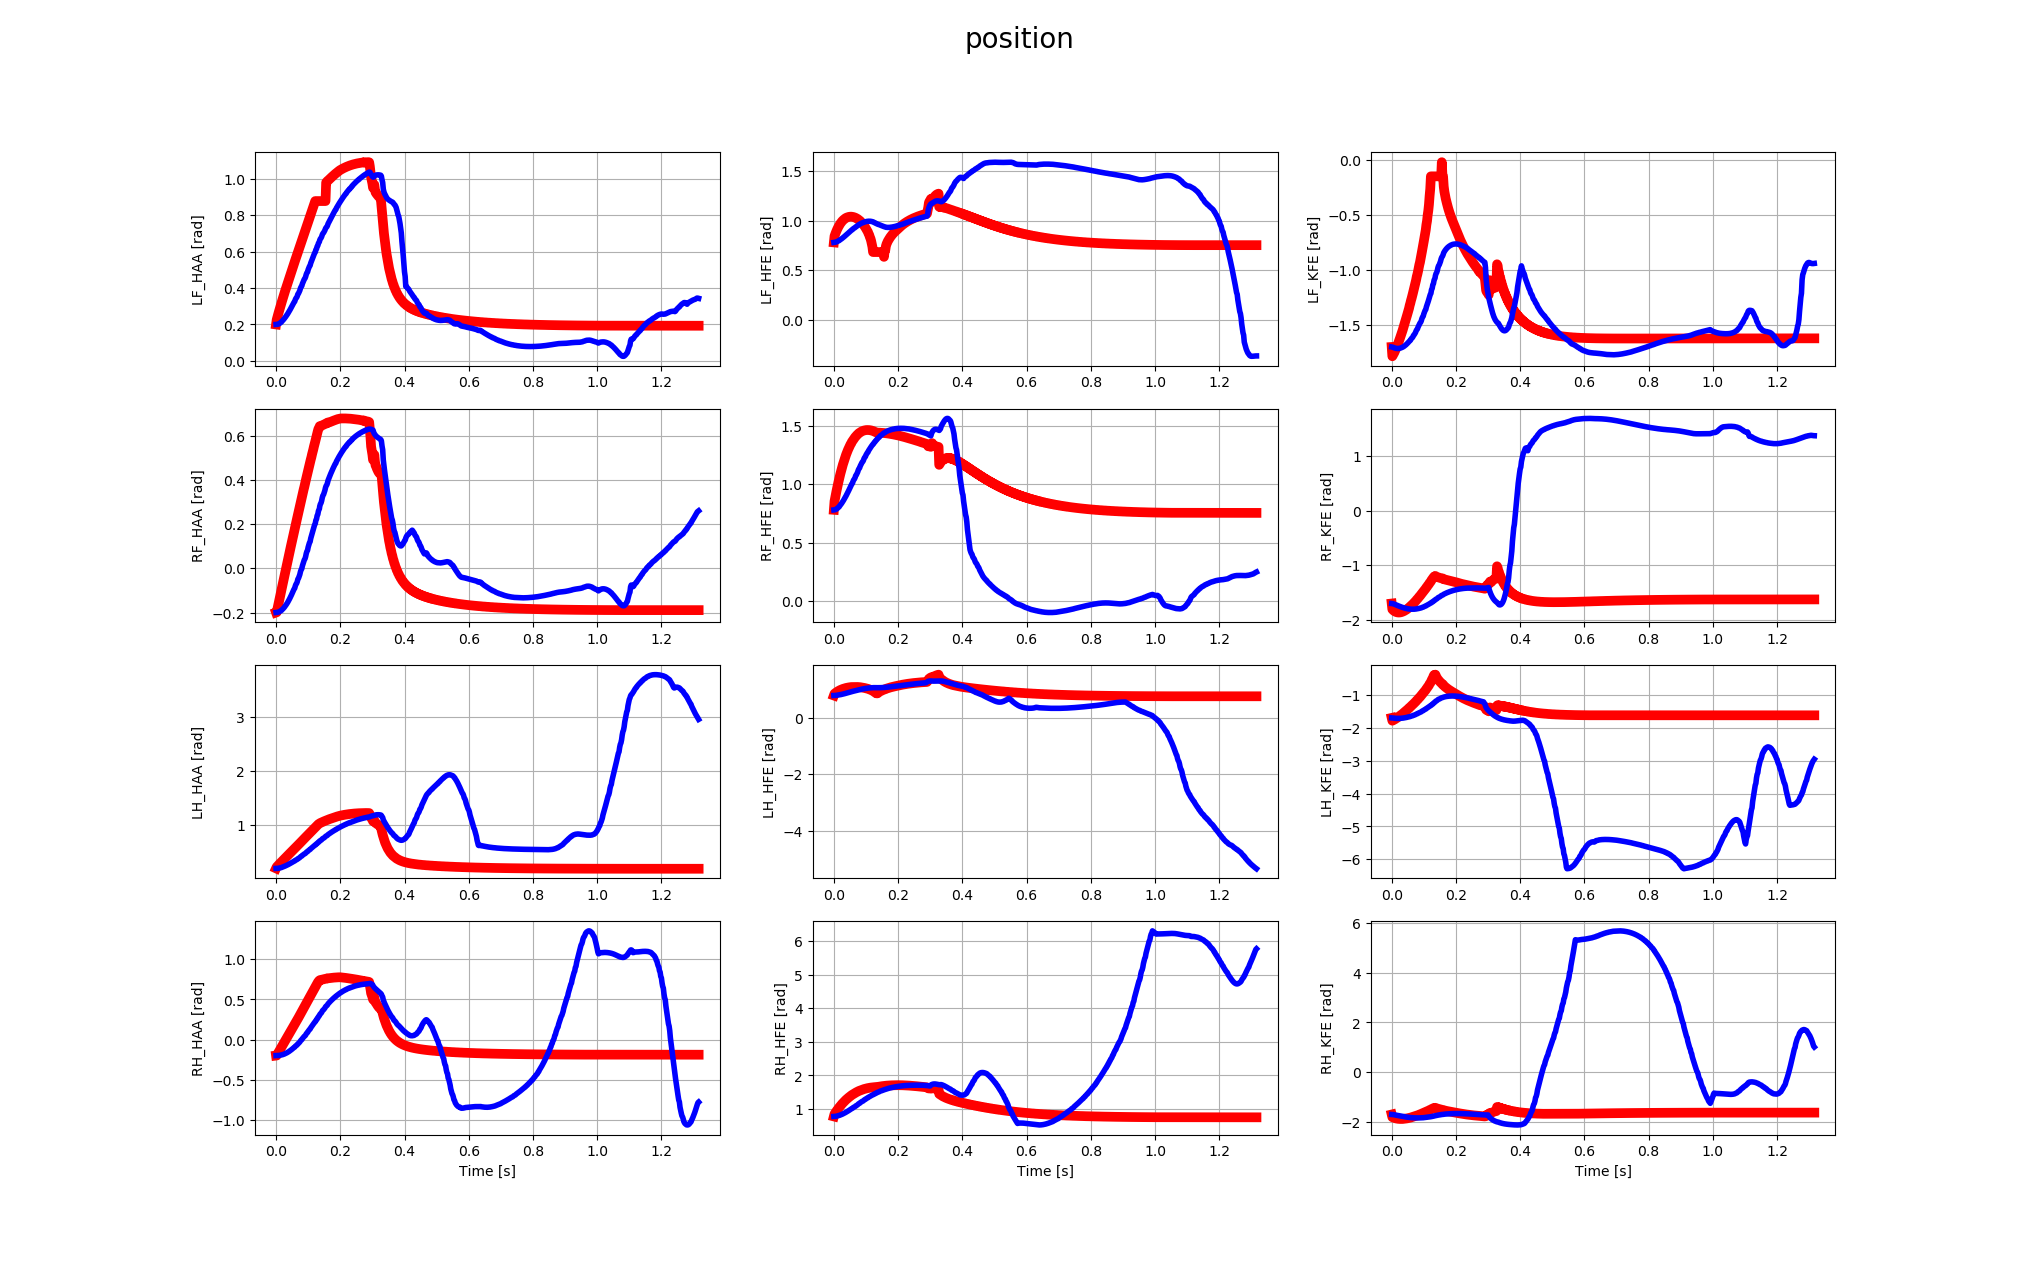 position
LF_HAA [rad]
1.0
0.8
0.6
0.4
0.2
0.0
0.0 0.2 0.4 0.6 0.8 1.0 1.2
LF_HFE [rad]
1.5
1.0
0.5
0.0
0.0 0.2 0.4 0.6 0.8 1.0 1.2
LF_KFE [rad]
0.0
−0.5
−1.0
−1.5
0.0 0.2 0.4 0.6 0.8 1.0 1.2
RF_HAA [rad]
0.6
0.4
0.2
0.0
−0.2
0.0 0.2 0.4 0.6 0.8 1.0 1.2
RF_HFE [rad]
1.5
1.0
0.5
0.0
0.0 0.2 0.4 0.6 0.8 1.0 1.2
RF_KFE [rad]
1
0
−1
−2
0.0 0.2 0.4 0.6 0.8 1.0 1.2
LH_HAA [rad]
3
2
1
0.0 0.2 0.4 0.6 0.8 1.0 1.2
LH_HFE [rad]
0
−2
−4
0.0 0.2 0.4 0.6 0.8 1.0 1.2
LH_KFE [rad]
−1
−2
−3
−4
−5
−6
0.0 0.2 0.4 0.6 0.8 1.0 1.2
RH_HAA [rad]
1.0
0.5
0.0
−0.5
−1.0
0.0 0.2 0.4 0.6 0.8 1.0 1.2
Time [s]
RH_HFE [rad]
6
5
4
3
2
1
0.0 0.2 0.4 0.6 0.8 1.0 1.2
Time [s]
RH_KFE [rad]
6
4
2
0
−2
0.0 0.2 0.4 0.6 0.8 1.0 1.2
Time [s]